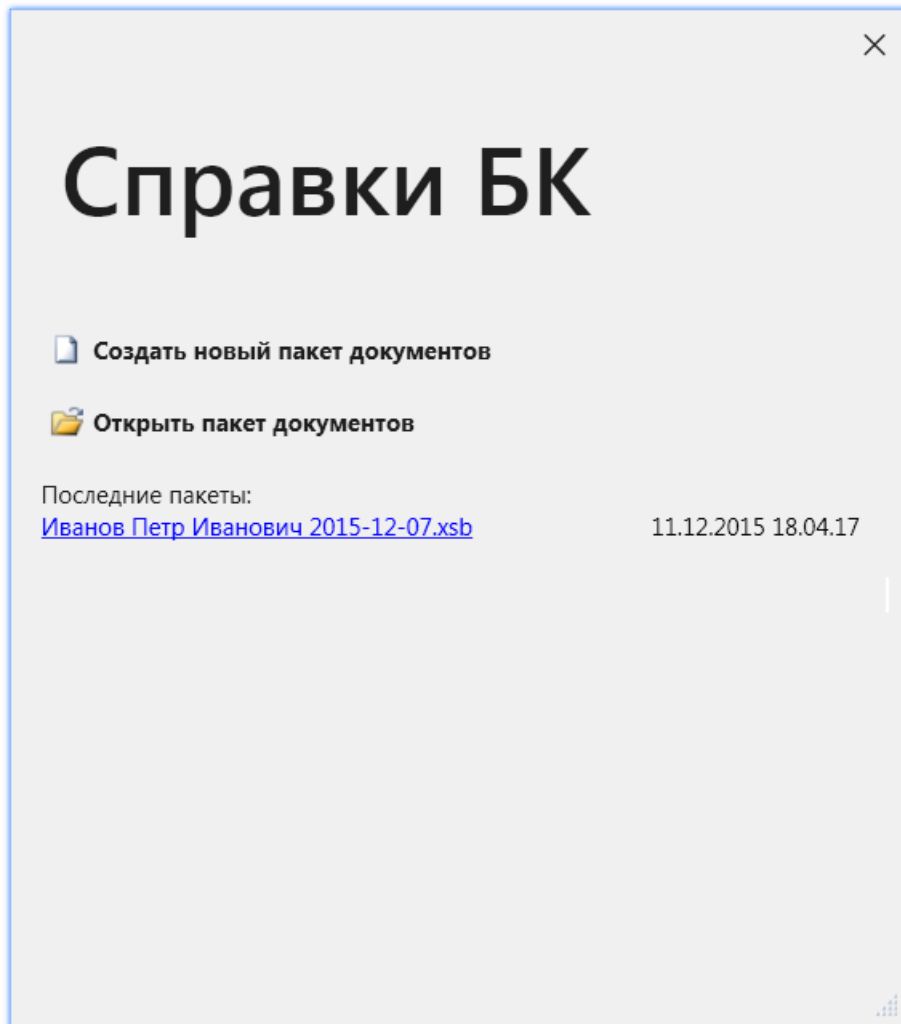 Справки БК
Создать новый пакет документов
Открыть пакет документов
Последние пакеты:
Иванов Петр Иванович 2015-12-07.xsb 11.12.2015 18.04.17